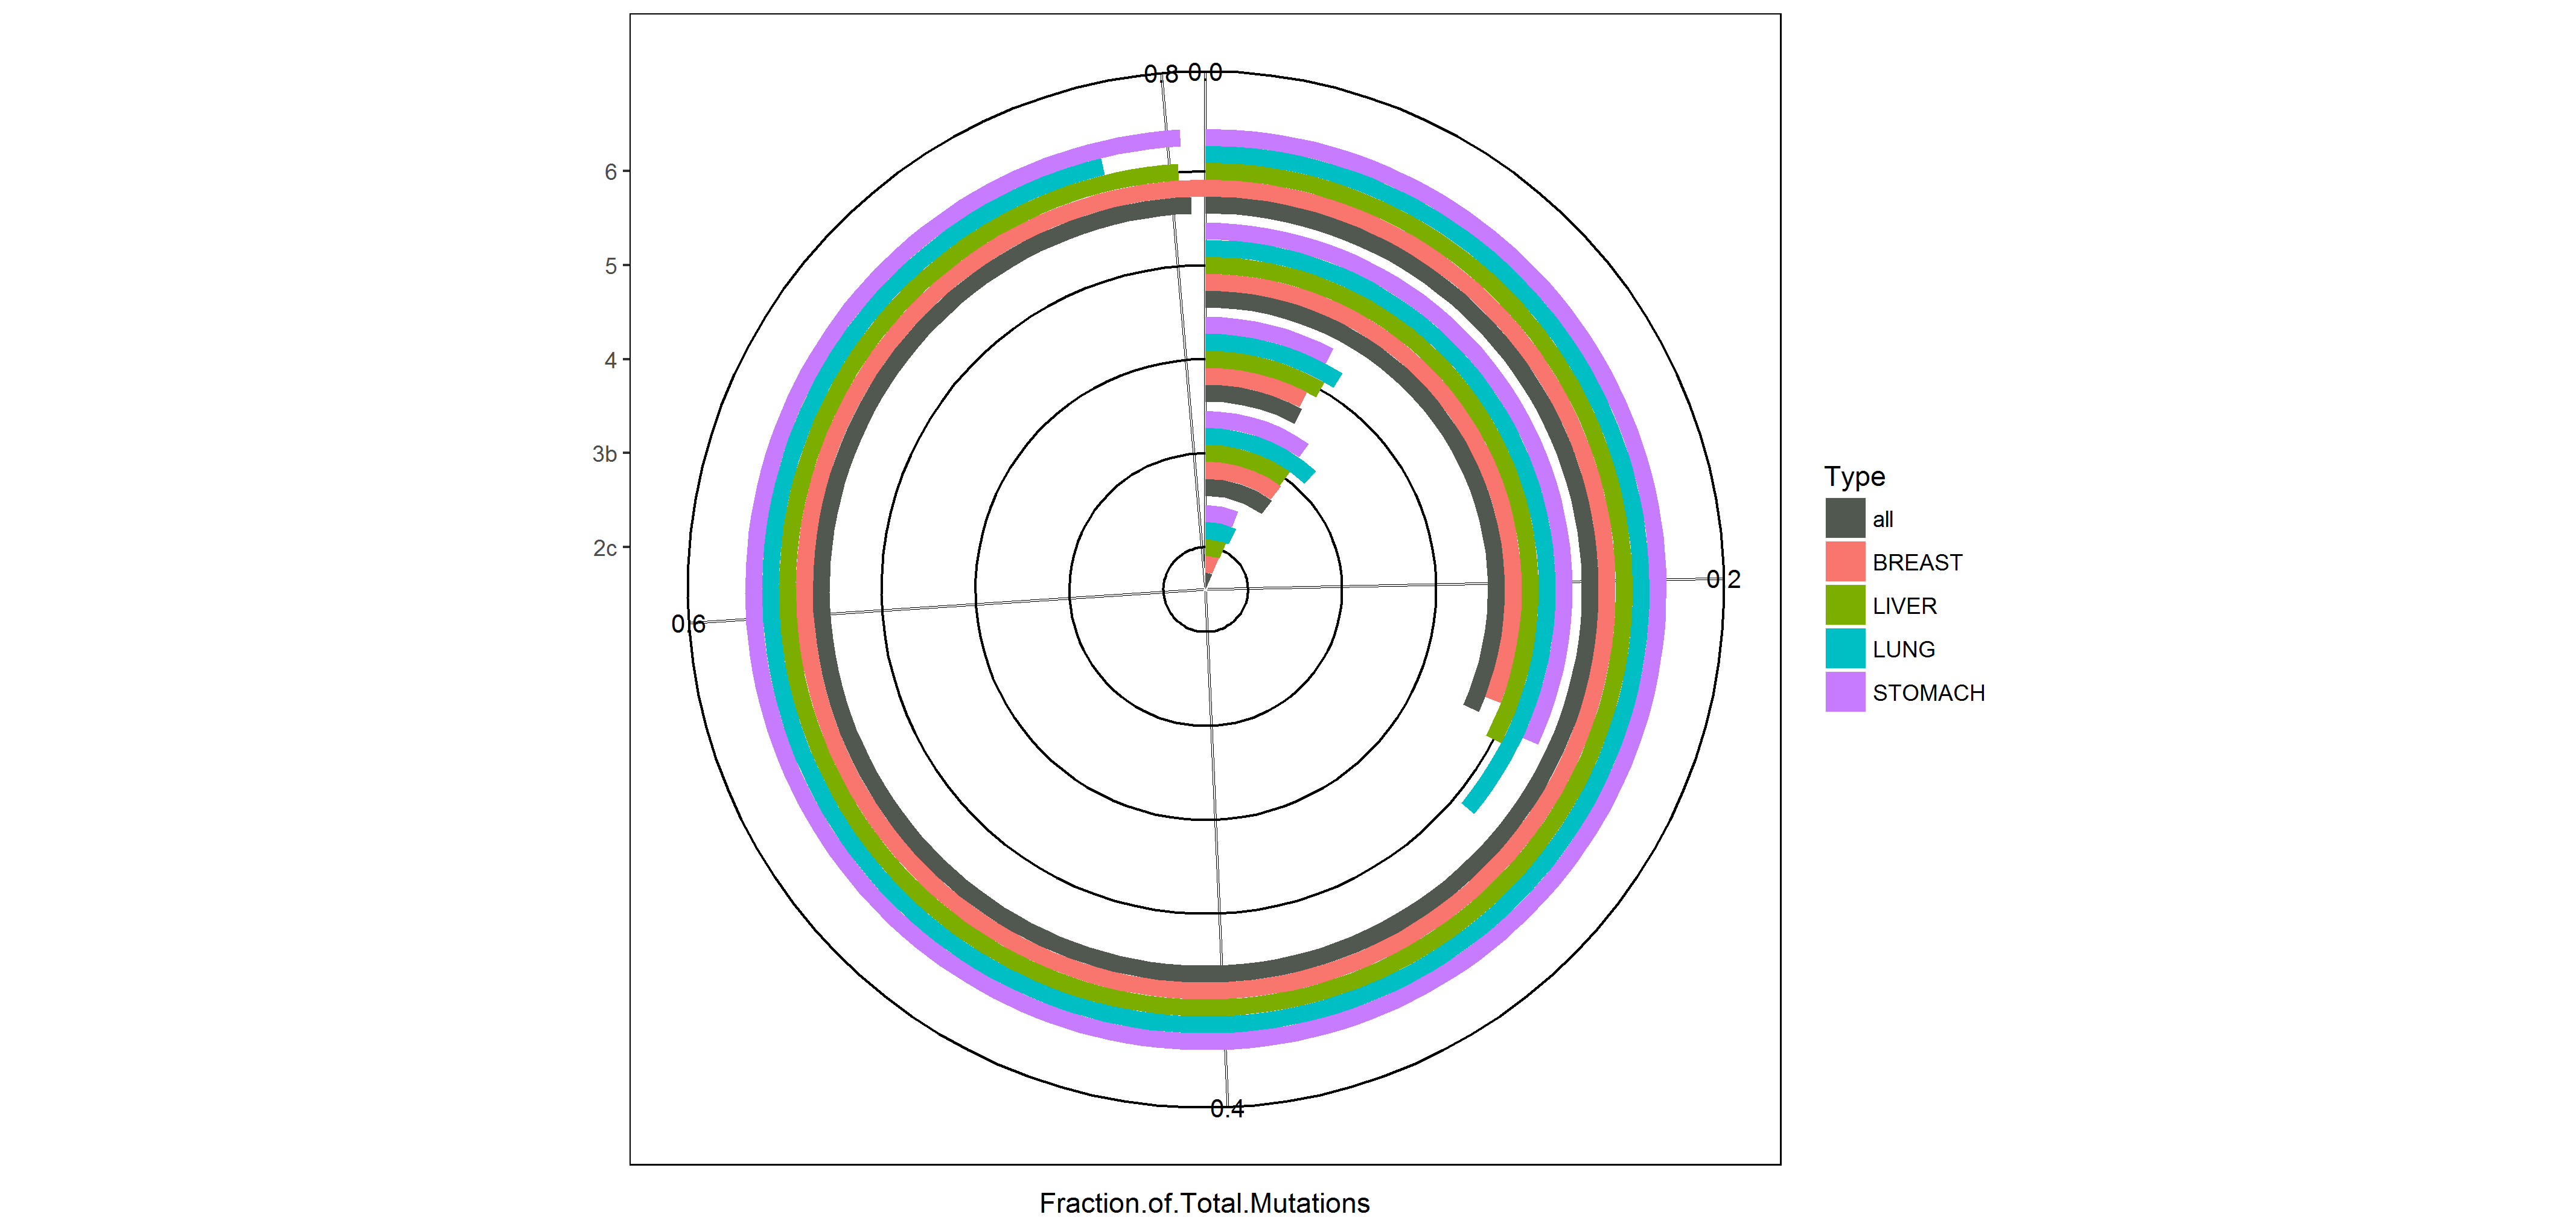 0.8
0.0
6
5
4
3b
2c
0.2
0.6
0.4
Fraction.of.Total.Mutations
Type
all
BREAST
LIVER
LUNG
STOMACH